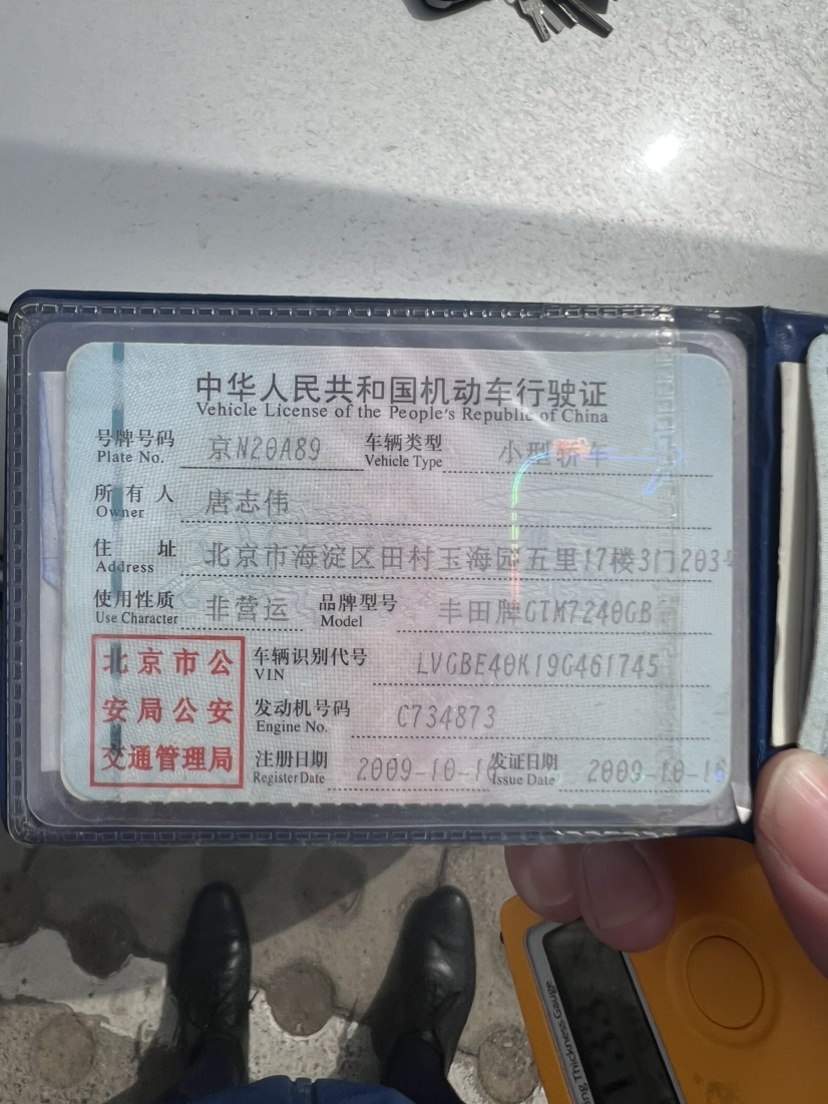 中华人民共和国机动车行驶证
Vehicle License of the People's Republic of China
号牌号码 京N20A89 车辆类型 小型轿车
Plate No. Vehicle Type
所有人 唐志伟
Owner
住址 北京市海淀区田村玉海园五里17楼3门203号
Address
使用性质 非营运 品牌型号 丰田牌GTM7240GB
Use Character Model
北京市公 车辆识别代号 LVGBE40K19G461745
VIN
安局公安 发动机号码 C734873
Engine No.
交通管理局 注册日期 2009-10-1 发证日期 2009-10-1
Register Date Issue Date
Thickness Gauge